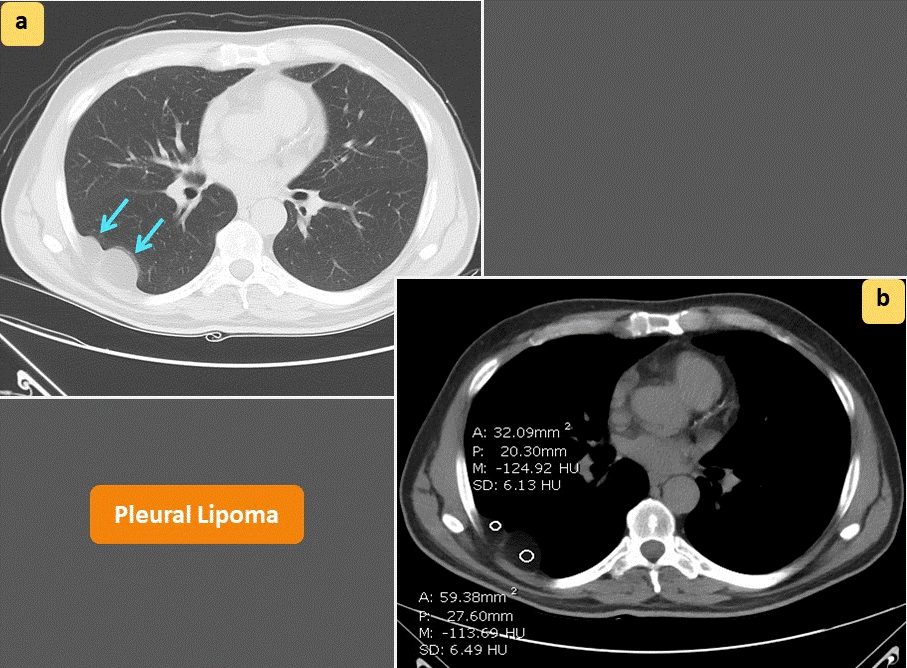 a
b
A: 32.09mm 2
P: 20.30mm
M: -124.92 HU
SD: 6.13 HU
Pleural Lipoma
A: 59.38mm 2
P: 27.60mm
M: -113.69 HU
SD: 6.49 HU